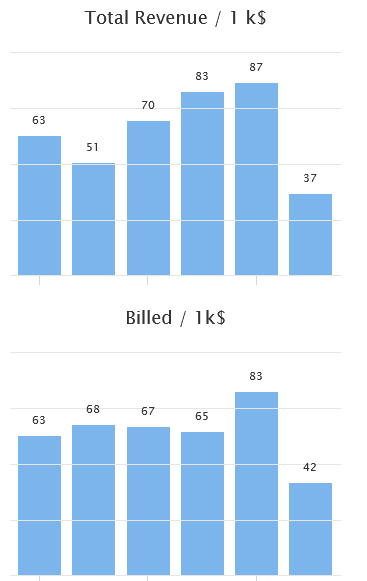 Total Revenue / 1 k$
63 51 70 83 87 37
Billed / 1k$
63 68 67 65 83 42